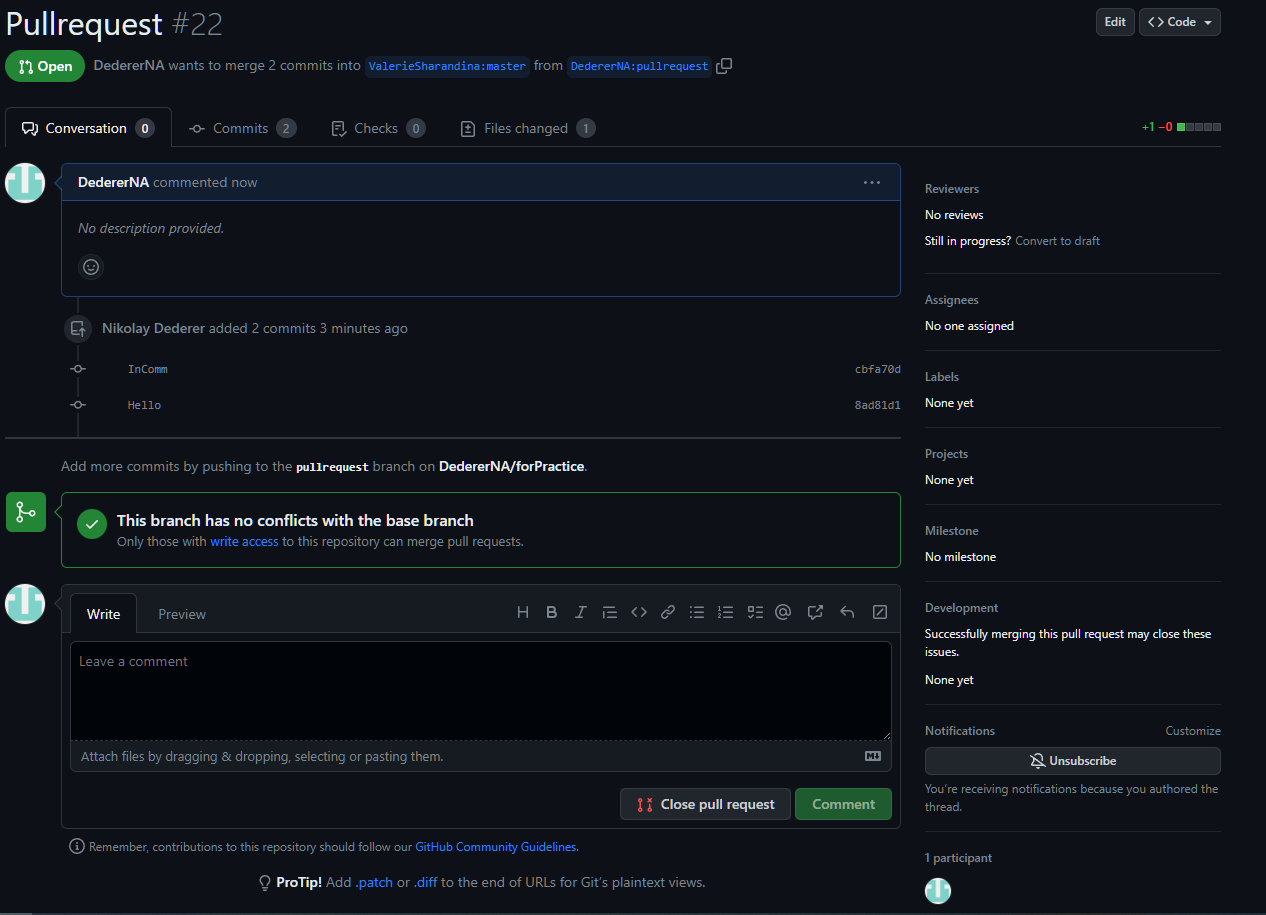 Pullrequest #22
Edit
<> Code
Open
DedererNA wants to merge 2 commits into ValerieSharandina:master from DedererNA:pullrequest
Conversation 0
Commits 2
Checks 0
Files changed 1
+1 −0
DedererNA commented now
No description provided.
Nikolay Dederer added 2 commits 3 minutes ago
InComm cbfa70d
Hello 8ad81d1
Add more commits by pushing to the pullrequest branch on DedererNA/forPractice.
This branch has no conflicts with the base branch
Only those with write access to this repository can merge pull requests.
Write Preview
Leave a comment
Attach files by dragging & dropping, selecting or pasting them.
Close pull request
Comment
Remember, contributions to this repository should follow our GitHub Community Guidelines.
ProTip! Add .patch or .diff to the end of URLs for Git's plaintext views.
Reviewers
No reviews
Still in progress? Convert to draft
Assignees
No one assigned
Labels
None yet
Projects
None yet
Milestone
No milestone
Development
Successfully merging this pull request may close these
issues.
None yet
Notifications Customize
Unsubscribe
You're receiving notifications because you authored the
thread.
1 participant